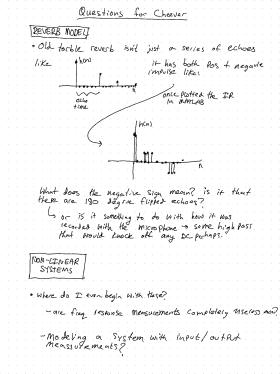 Questions for Cheever
REVERB MODEL
• Old torble reverb isn't just a series of echoes
like
h(n)
n
echo
time
it has both pos + negative
impulse like:
once plotted the IR
in MATLAB
h(n)
n
What does the negative sign mean? is it that
there are 180 degree flipped echoes?
or is it something to do with how it was
recorded with the microphone → some high pass
that would knock off any DC perhaps.
NON-LINEAR
SYSTEMS
• where do I even begin with these?
- are freq response measurements completely useless now?
- Modeling a system with input/output
measurements?